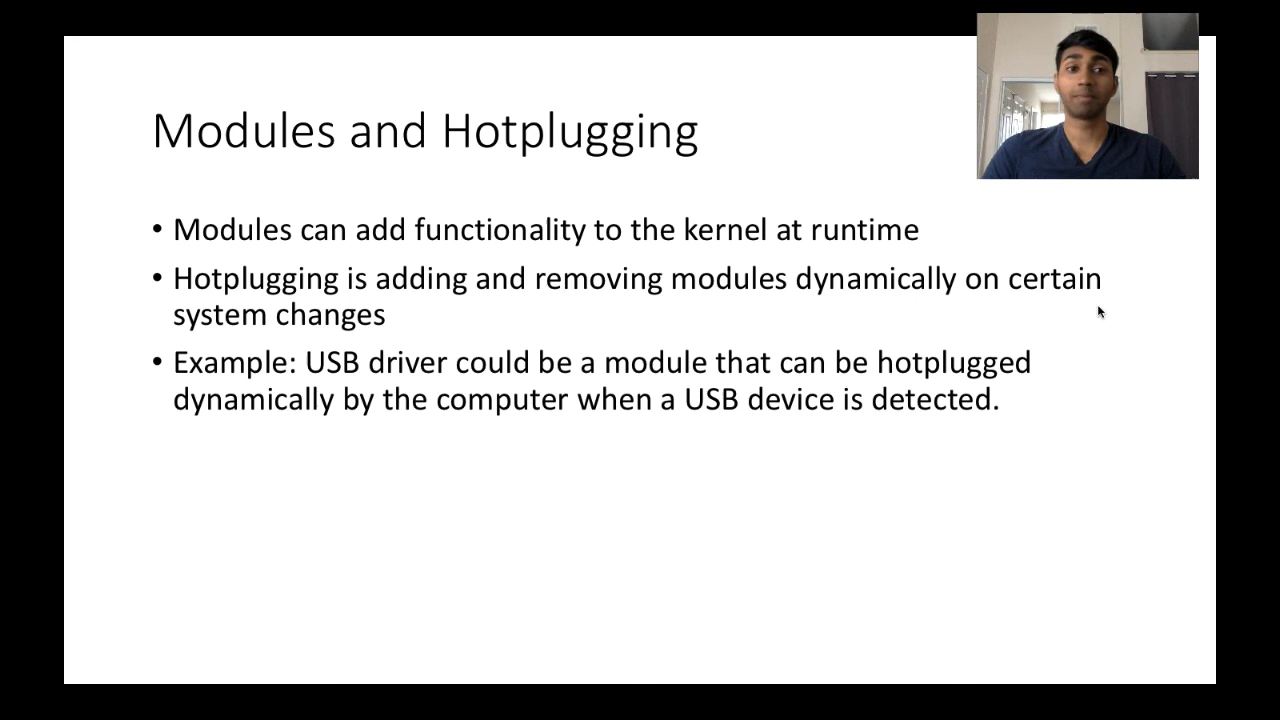 Modules and Hotplugging
• Modules can add functionality to the kernel at runtime
• Hotplugging is adding and removing modules dynamically on certain
system changes
• Example: USB driver could be a module that can be hotplugged
dynamically by the computer when a USB device is detected.